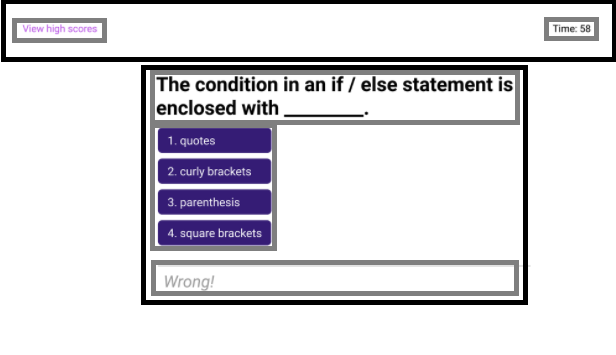 View high scores
Time: 58
The condition in an if / else statement is
enclosed with ________.
1. quotes
2. curly brackets
3. parenthesis
4. square brackets
Wrong!